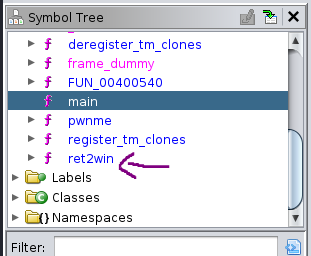 Symbol Tree
deregister_tm_clones
frame_dummy
FUN_00400540
main
pwnme
register_tm_clones
ret2win
Labels
Classes
Namespaces
Filter: